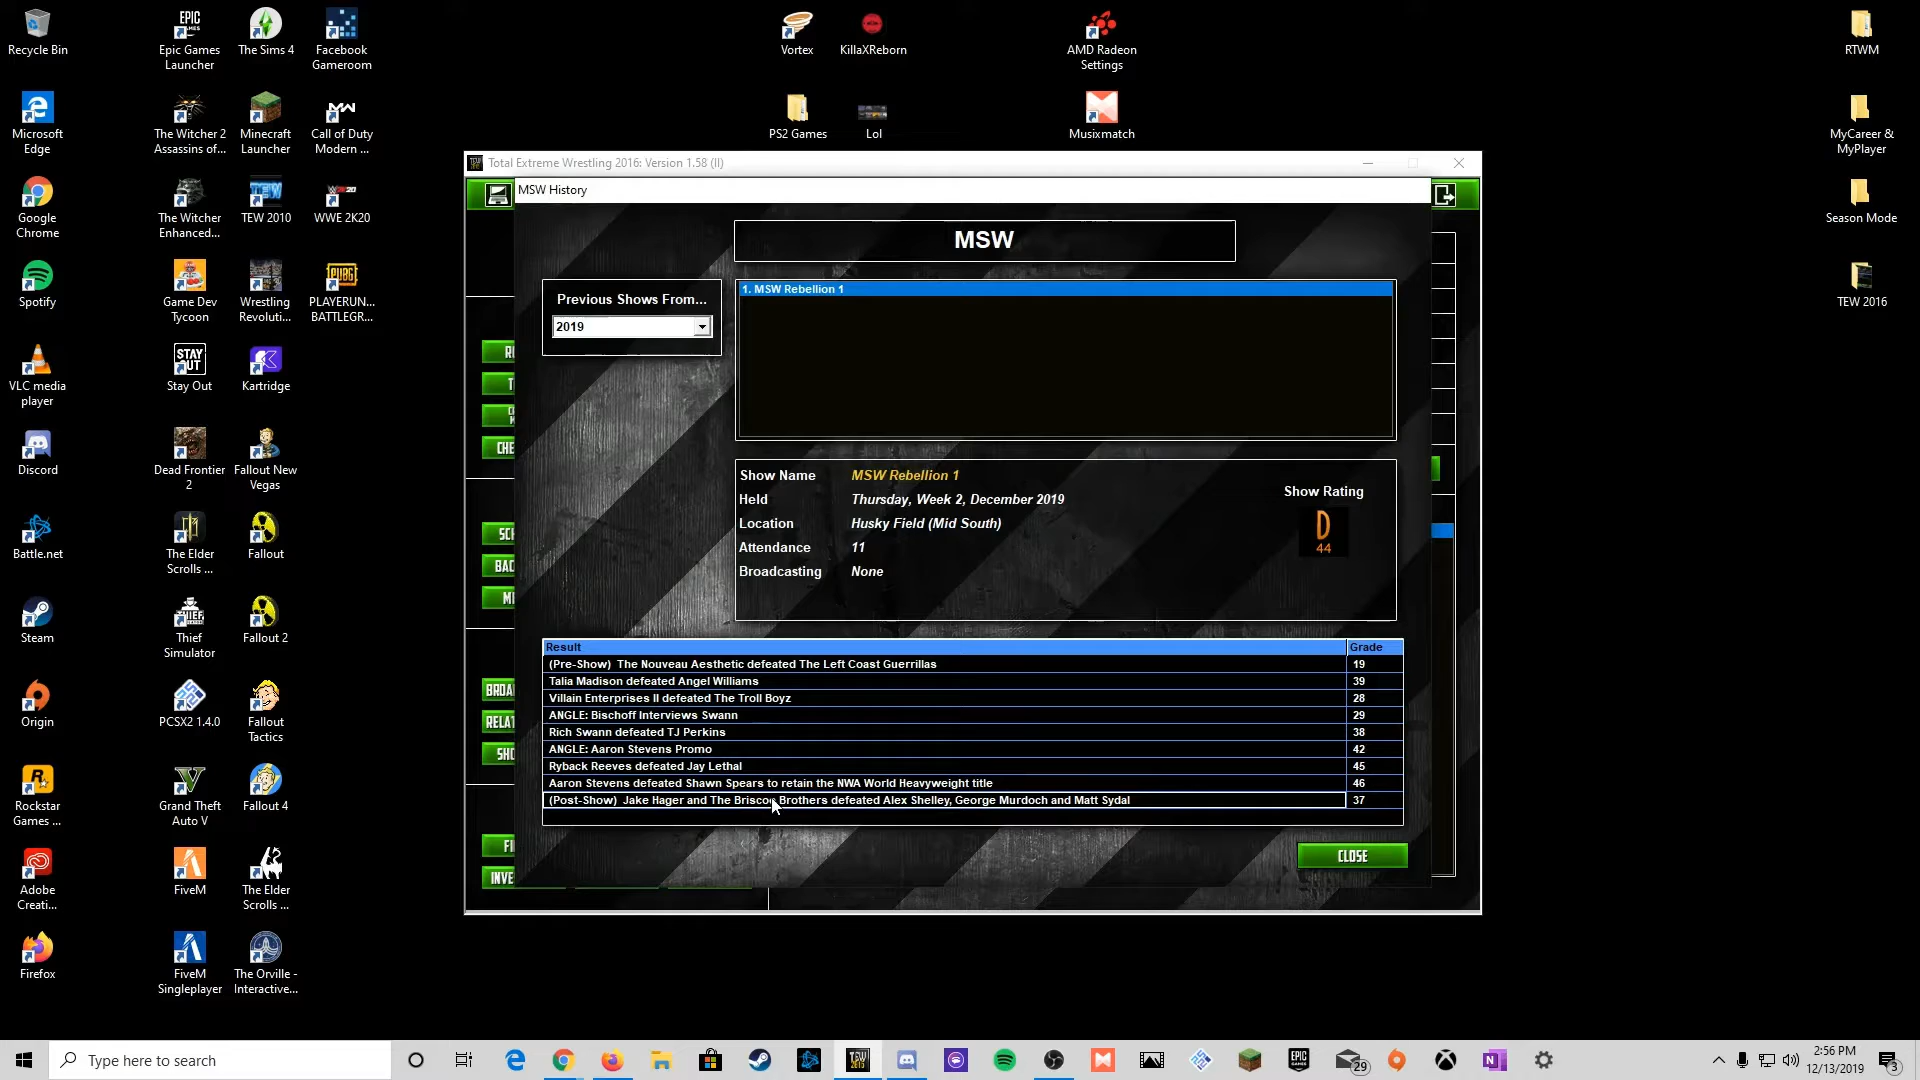 Recycle Bin
Epic Games
Launcher
The Sims 4
Facebook
Gameroom
Vortex
KillaXReborn
AMD Radeon
Settings
RTWM
Microsoft
Edge
The Witcher 2
Assassins of...
Minecraft
Launcher
Call of Duty
Modern ...
PS2 Games
Lol
Musixmatch
MyCareer &
MyPlayer
Google
Chrome
The Witcher
Enhanced...
TEW 2010
WWE 2K20
Season Mode
Spotify
Game Dev
Tycoon
Wrestling
Revoluti...
PLAYERUN...
BATTLEGR...
TEW 2016
VLC media
player
Stay Out
Kartridge
Discord
Dead Frontier
2
Fallout New
Vegas
Battle.net
The Elder
Scrolls ...
Fallout
Steam
Thief
Simulator
Fallout 2
Origin
PCSX2 1.4.0
Fallout
Tactics
Rockstar
Games ...
Grand Theft
Auto V
Fallout 4
Adobe
Creati...
FiveM
The Elder
Scrolls ...
Firefox
FiveM
Singleplayer
The Orville -
Interactive...
Total Extreme Wrestling 2016: Version 1.58 (II)
MSW History
MSW
Previous Shows From...
2019
1. MSW Rebellion 1
Show Name MSW Rebellion 1
Held Thursday, Week 2, December 2019
Location Husky Field (Mid South)
Attendance 11
Broadcasting None
Show Rating
D
44
Result Grade
(Pre-Show) The Nouveau Aesthetic defeated The Left Coast Guerrillas 19
Talia Madison defeated Angel Williams 39
Villain Enterprises II defeated The Troll Boyz 28
ANGLE: Bischoff Interviews Swann 29
Rich Swann defeated TJ Perkins 38
ANGLE: Aaron Stevens Promo 42
Ryback Reeves defeated Jay Lethal 45
Aaron Stevens defeated Shawn Spears to retain the NWA World Heavyweight title 46
(Post-Show) Jake Hager and The Briscoe Brothers defeated Alex Shelley, George Murdoch and Matt Sydal 37
CLOSE
CHE
SCH
BAC
BROA
RELAT
SHO
FI
INVE
Type here to search
29
2:56 PM
12/13/2019
3